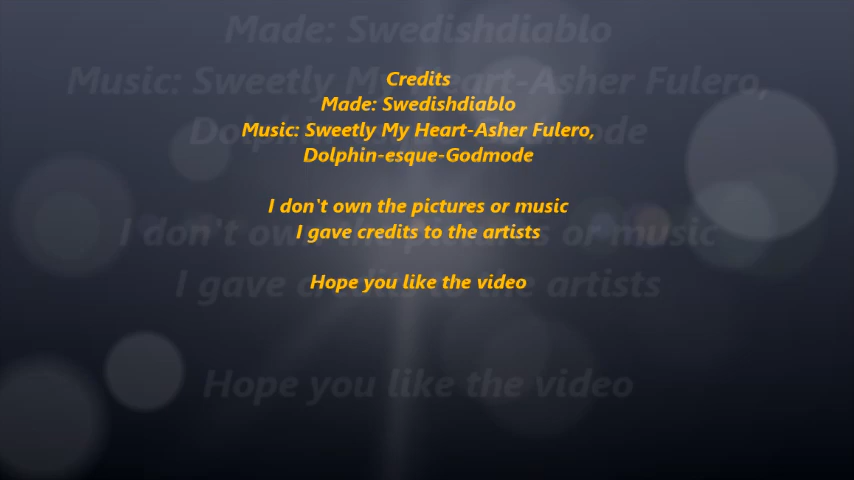 Credits
Made: Swedishdiablo
Music: Sweetly My Heart-Asher Fulero,
Dolphin-esque-Godmode
I don't own the pictures or music
I gave credits to the artists
Hope you like the video